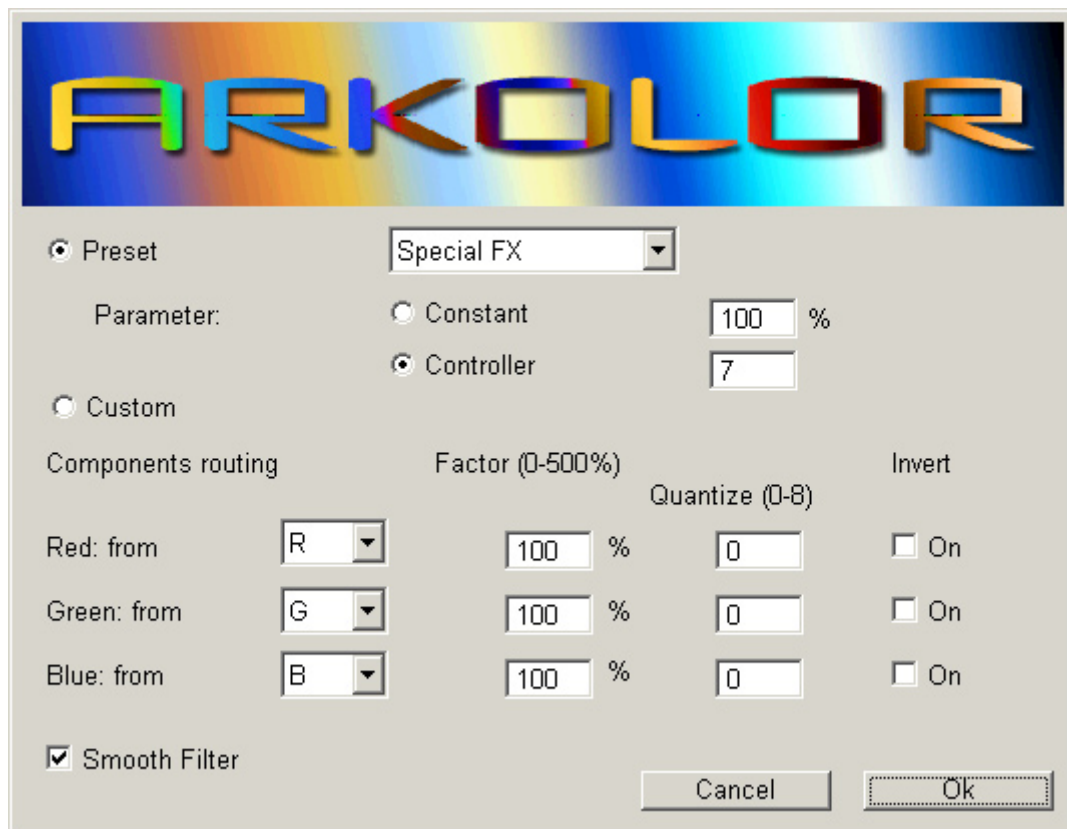 ARKOLOR
Preset Special FX
Parameter: Constant 100 %
Controller 7
Custom
Components routing Factor (0-500%) Invert
Quantize (0-8)
Red: from R 100 % 0 On
Green: from G 100 % 0 On
Blue: from B 100 % 0 On
Smooth Filter
Cancel Ok